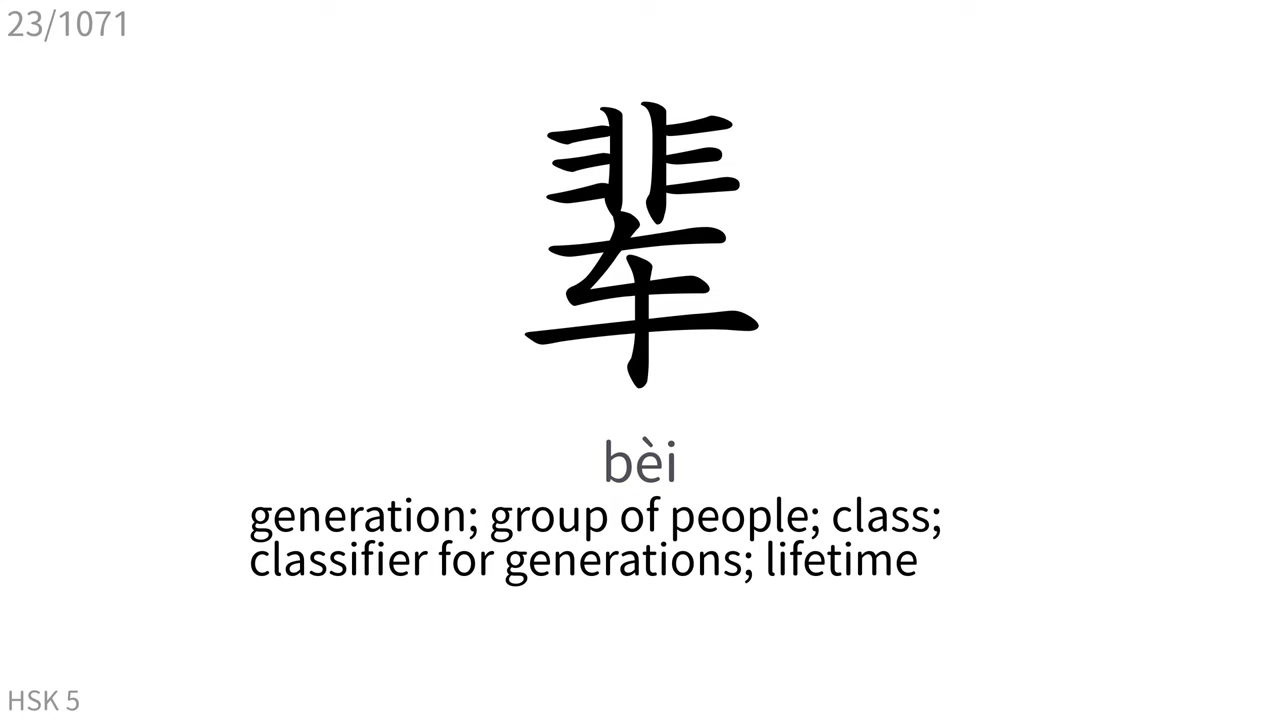 23/1071
辈
bèi
generation; group of people; class;
classifier for generations; lifetime
HSK 5